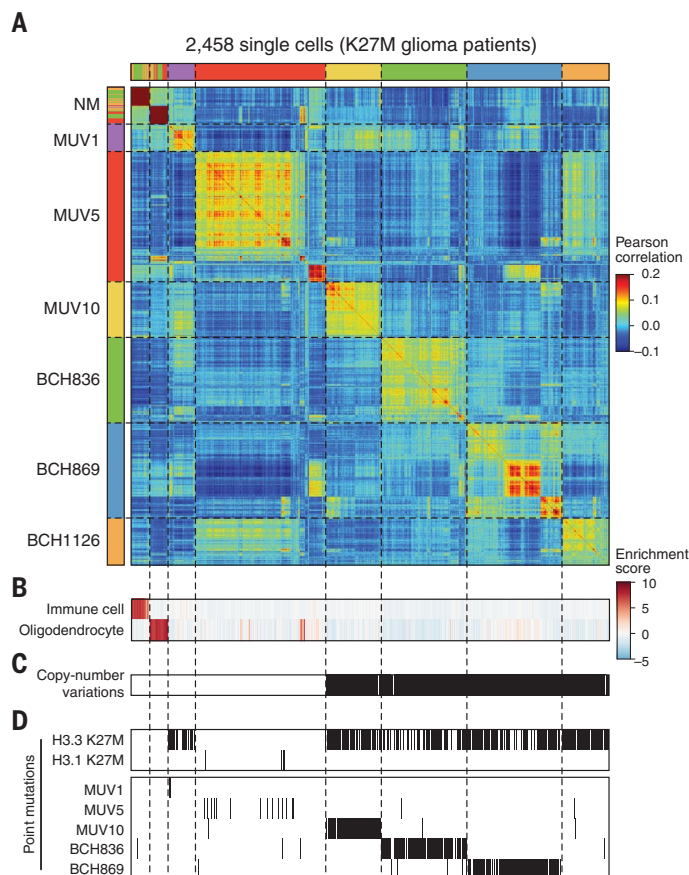 A
2,458 single cells (K27M glioma patients)
NM
MUV1
MUV5
MUV10
BCH836
BCH869
BCH1126
Pearson
correlation
0.2
0.1
0.0
−0.1
B
Immune cell
Oligodendrocyte
Enrichment
score
10
5
0
−5
C
Copy-number
variations
D
Point mutations
H3.3 K27M
H3.1 K27M
MUV1
MUV5
MUV10
BCH836
BCH869